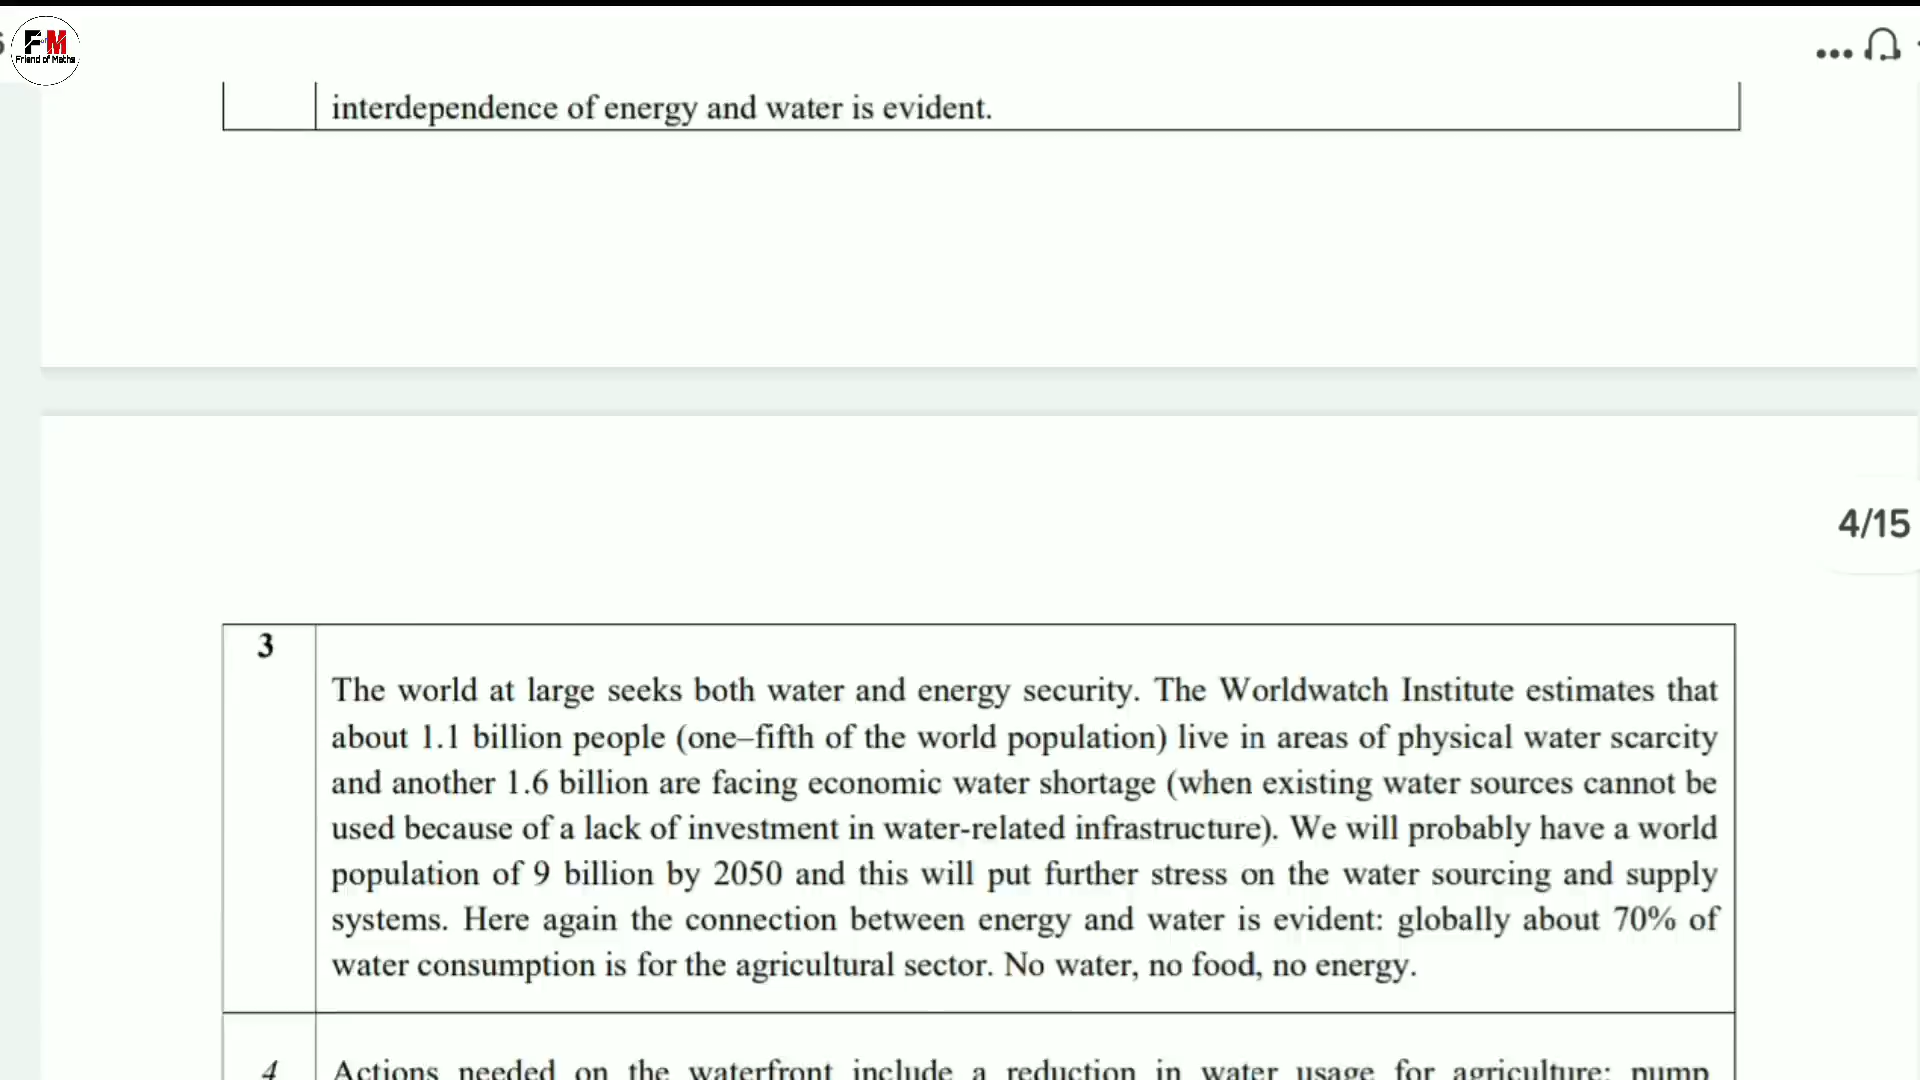 FM
Friend of Maths
interdependence of energy and water is evident.
4/15
3
The world at large seeks both water and energy security. The Worldwatch Institute estimates that
about 1.1 billion people (one–fifth of the world population) live in areas of physical water scarcity
and another 1.6 billion are facing economic water shortage (when existing water sources cannot be
used because of a lack of investment in water-related infrastructure). We will probably have a world
population of 9 billion by 2050 and this will put further stress on the water sourcing and supply
systems. Here again the connection between energy and water is evident: globally about 70% of
water consumption is for the agricultural sector. No water, no food, no energy.
4
Actions needed on the waterfront include a reduction in water usage for agriculture; pump